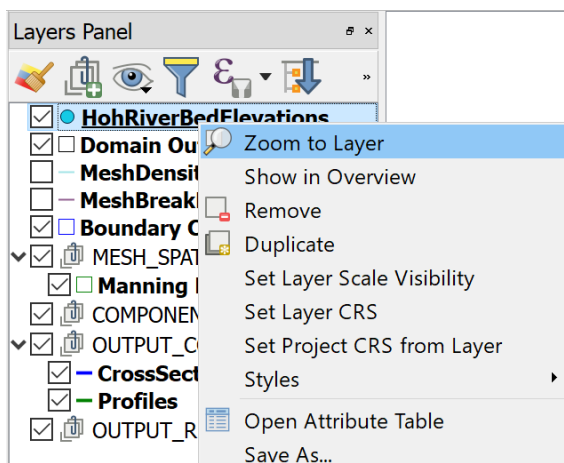 Layers Panel
HohRiverBedElevations
Domain Ou
MeshDensit
MeshBreakl
Boundary C
MESH_SPAT
Manning
COMPONEN
OUTPUT_C
CrossSect
Profiles
OUTPUT_R
Zoom to Layer
Show in Overview
Remove
Duplicate
Set Layer Scale Visibility
Set Layer CRS
Set Project CRS from Layer
Styles
Open Attribute Table
Save As...